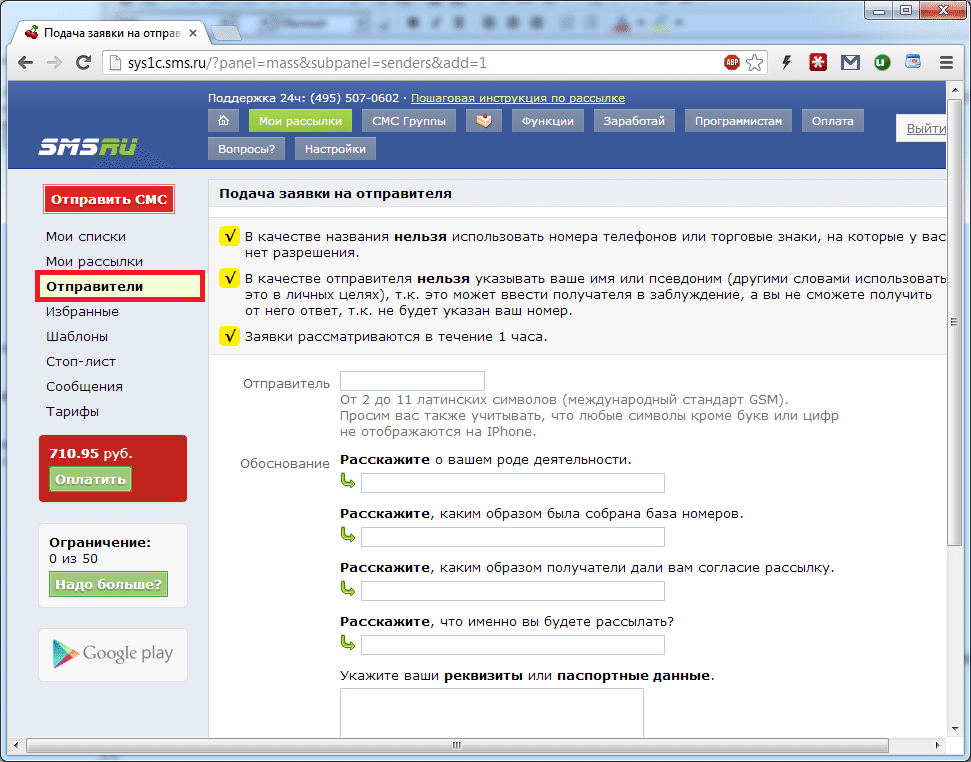 Подача заявки на отправ
sys1c.sms.ru/?panel=mass&subpanel=senders&add=1
ABP
Поддержка 24ч: (495) 507-0602 · Пошаговая инструкция по рассылке
Мои рассылки
СМС Группы
Функции
Заработай
Программистам
Оплата
Выйти
SMSRU
Вопросы?
Настройки
Отправить СМС
Мои списки
Мои рассылки
Отправители
Избранные
Шаблоны
Стоп-лист
Сообщения
Тарифы
710.95 руб.
Оплатить
Ограничение:
0 из 50
Надо больше?
Google play
Подача заявки на отправителя
√ В качестве названия нельзя использовать номера телефонов или торговые знаки, на которые у вас
нет разрешения.
√ В качестве отправителя нельзя указывать ваше имя или псевдоним (другими словами использовать
это в личных целях), т.к. это может ввести получателя в заблуждение, а вы не сможете получить
от него ответ, т.к. не будет указан ваш номер.
√ Заявки рассматриваются в течение 1 часа.
Отправитель
От 2 до 11 латинских символов (международный стандарт GSM).
Просим вас также учитывать, что любые символы кроме букв или цифр
не отображаются на IPhone.
Обоснование
Расскажите о вашем роде деятельности.
Расскажите, каким образом была собрана база номеров.
Расскажите, каким образом получатели дали вам согласие рассылку.
Расскажите, что именно вы будете рассылать?
Укажите ваши реквизиты или паспортные данные.